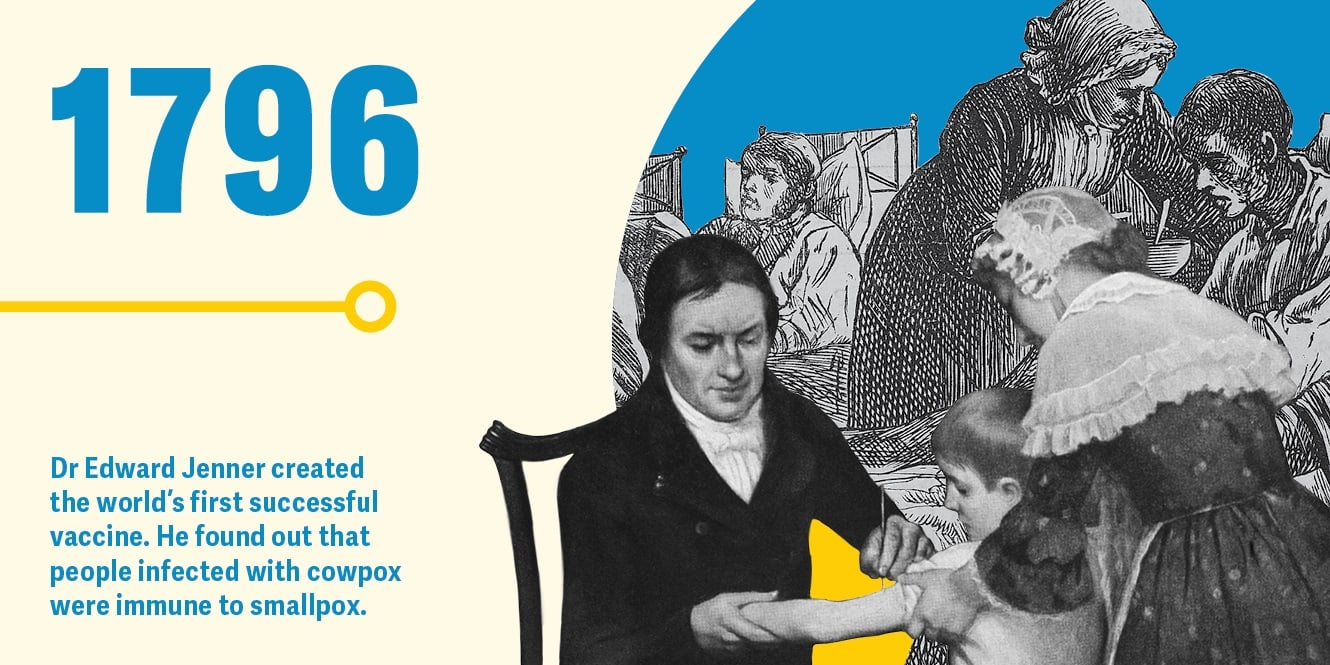 1796
Dr Edward Jenner created
the world's first successful
vaccine. He found out that
people infected with cowpox
were immune to smallpox.